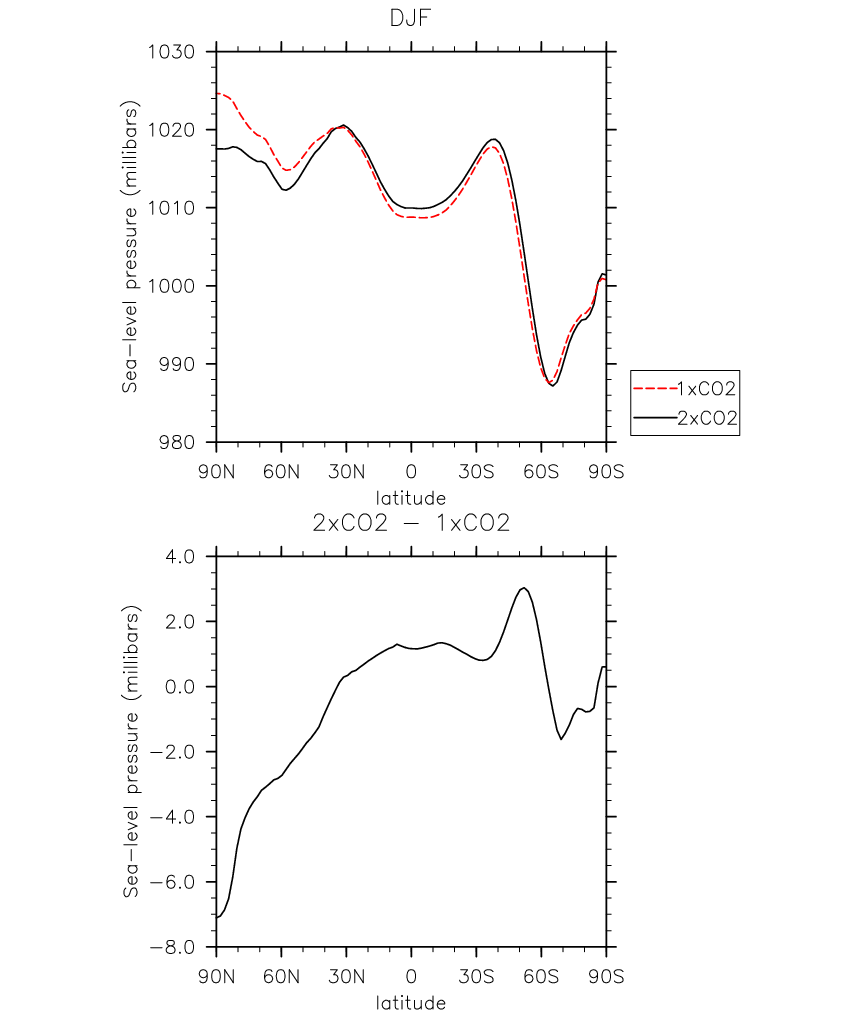 DJF
Sea-level pressure (millibars)
1030
1020
1010
1000
990
980
90N 60N 30N 0 30S 60S 90S
latitude
1xCO2
2xCO2
2xCO2 - 1xCO2
Sea-level pressure (millibars)
4.0
2.0
0.0
-2.0
-4.0
-6.0
-8.0
90N 60N 30N 0 30S 60S 90S
latitude